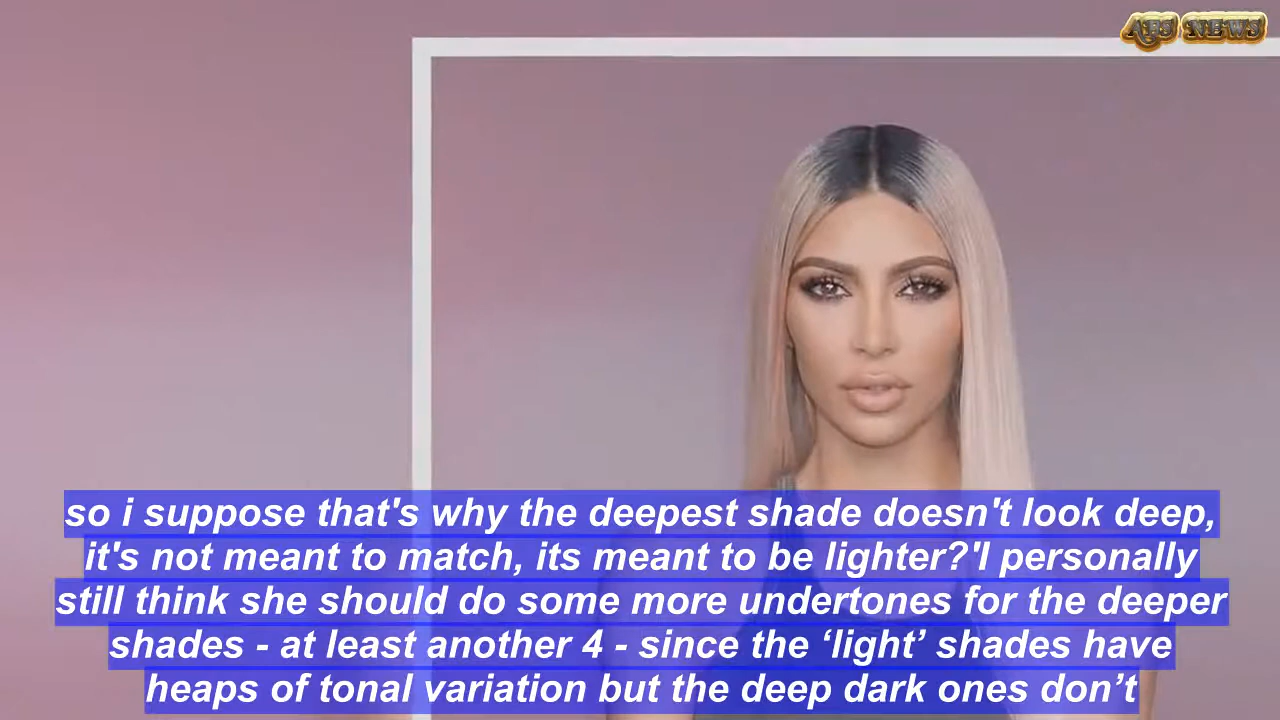 ABS NEWS
so i suppose that's why the deepest shade doesn't look deep,
it's not meant to match, its meant to be lighter?'I personally
still think she should do some more undertones for the deeper
shades - at least another 4 - since the ‘light’ shades have
heaps of tonal variation but the deep dark ones don’t